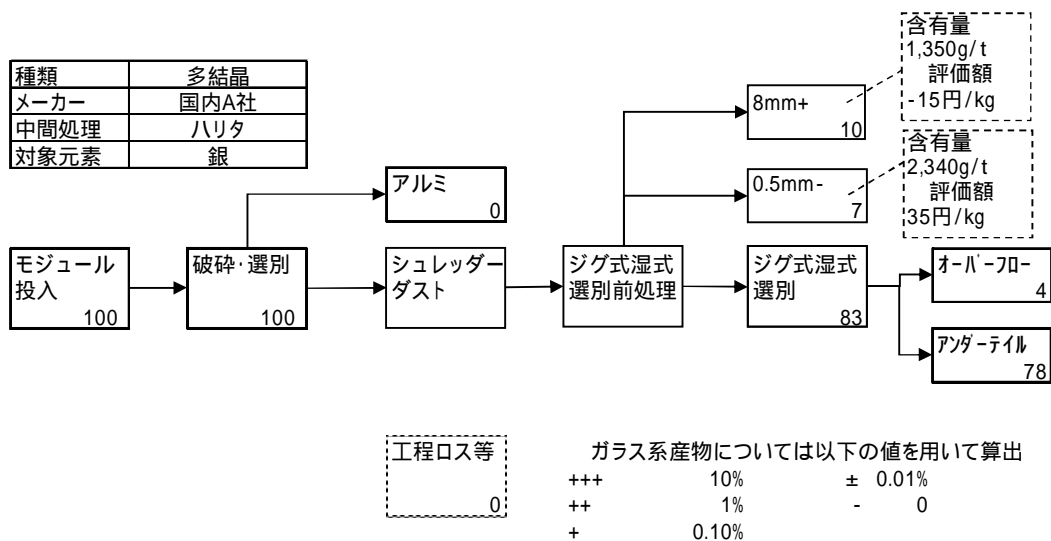 含有量
1,350g/t
評価額
-15円/kg
種類 多結晶
メーカー 国内A社
中間処理 ハリタ
対象元素 銀
8mm+
10
含有量
2,340g/t
評価額
35円/kg
アルミ
0
0.5mm-
7
モジュール
投入
100
破砕・選別
100
シュレッダー
ダスト
ジグ式湿式
選別前処理
ジグ式湿式
選別
83
オーバーフロー
4
アンダーテイル
78
工程ロス等
0
ガラス系産物については以下の値を用いて算出
+++ 10% ± 0.01%
++ 1% - 0
+ 0.10%